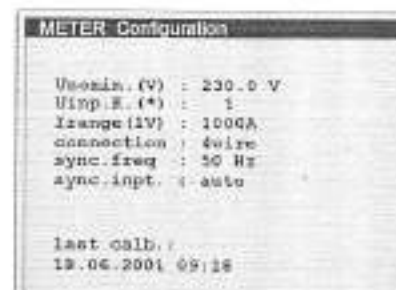 METER Configuration
Unomin.(V) : 230.0 V
Uinp.K.(*) : 1
Irange(1V) : 1000A
connection : 4wire
sync.freq : 50 Hz
sync.inpt. : auto
last calb.:
18.06.2001 09:18